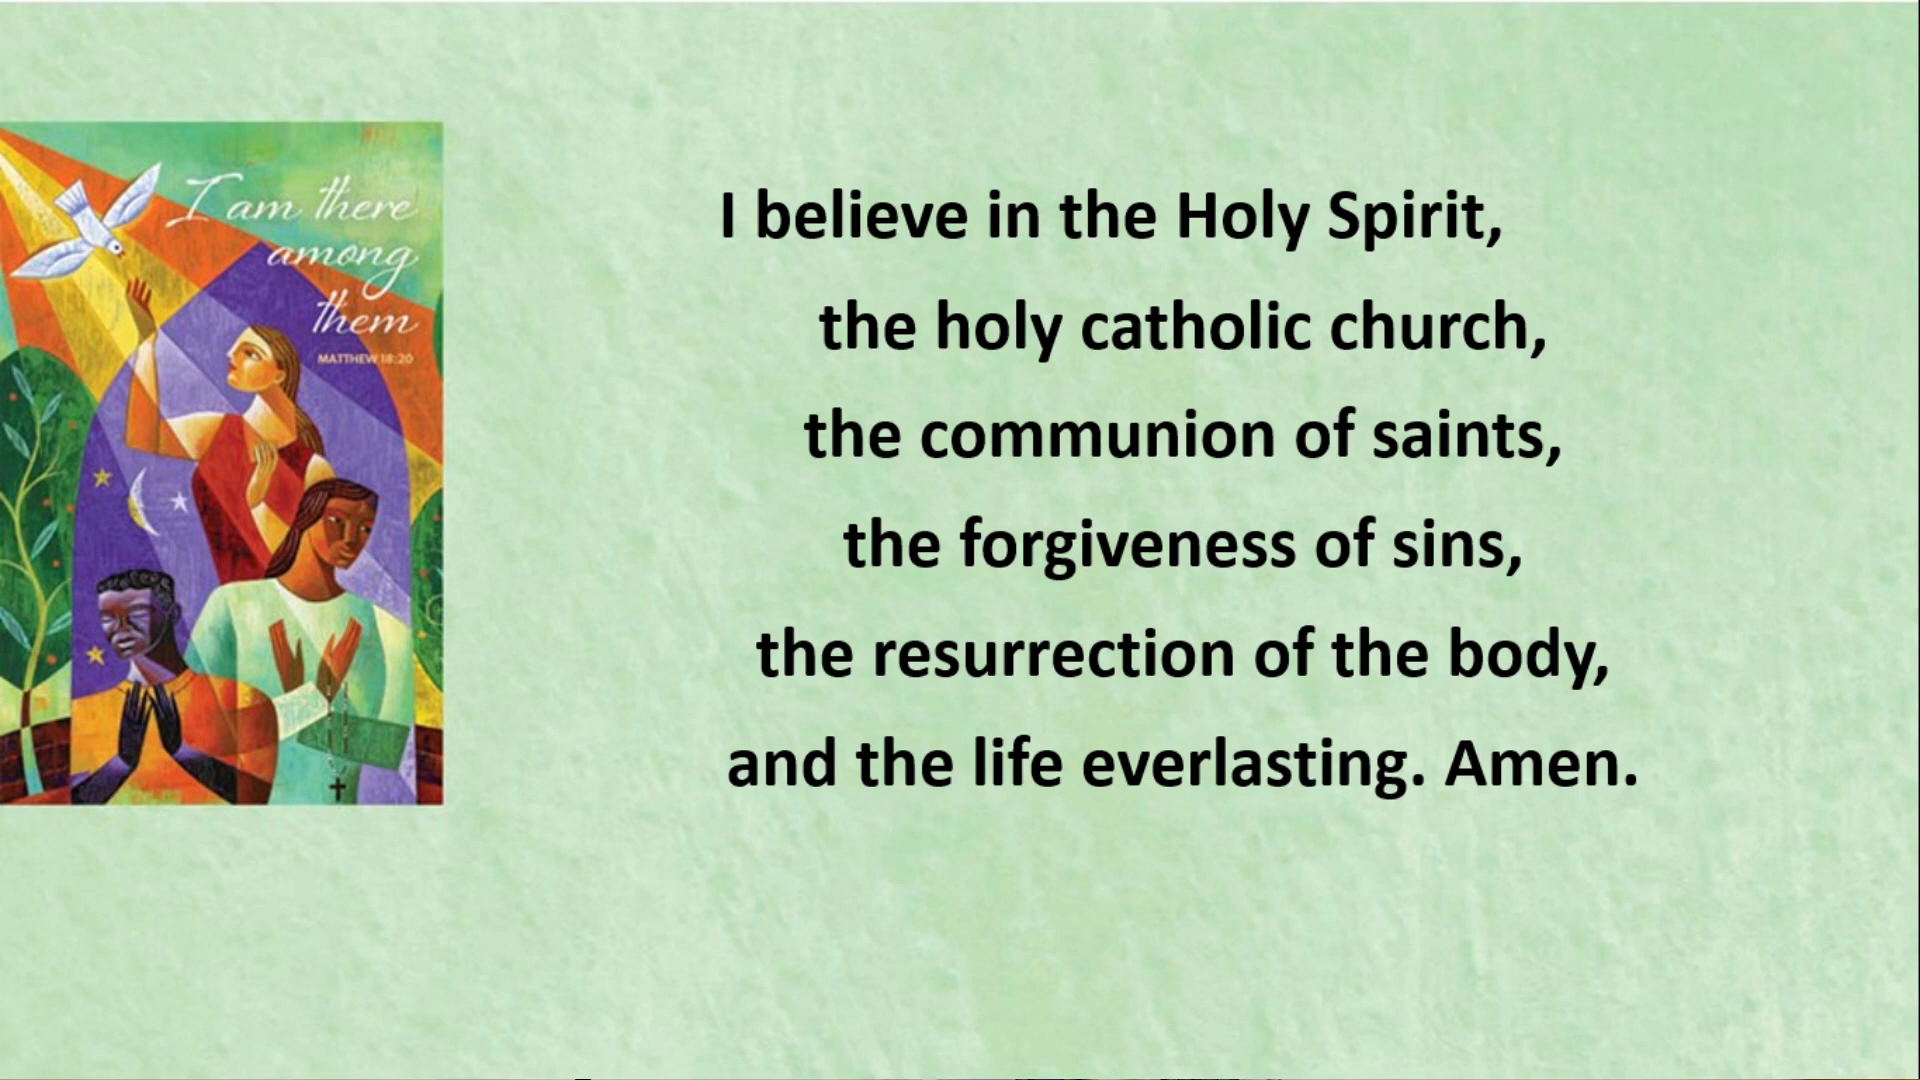 I am there
among
them
MATTHEW 18:20
I believe in the Holy Spirit,
the holy catholic church,
the communion of saints,
the forgiveness of sins,
the resurrection of the body,
and the life everlasting. Amen.